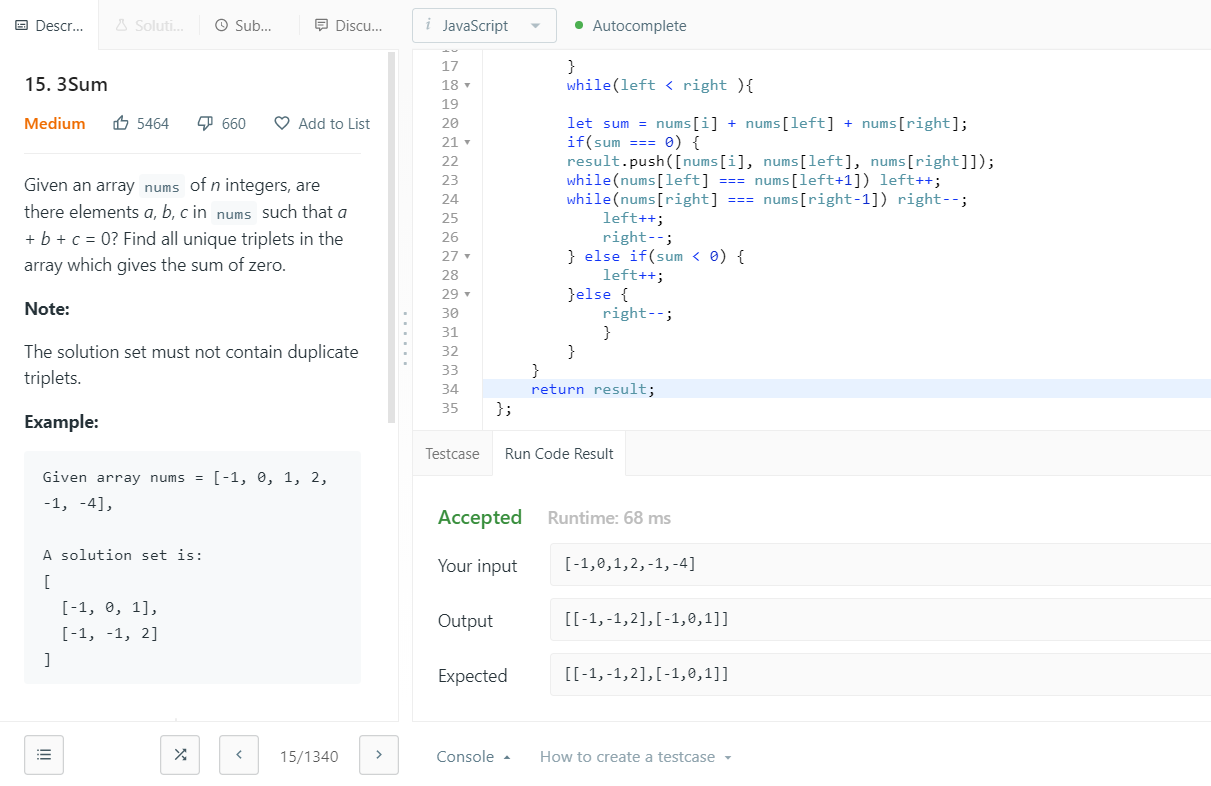 Descr...
Soluti...
Sub...
Discu...
i JavaScript
Autocomplete
15. 3Sum
Medium 5464 660 Add to List
Given an array nums of n integers, are
there elements a, b, c in nums such that a
+ b + c = 0? Find all unique triplets in the
array which gives the sum of zero.
Note:
The solution set must not contain duplicate
triplets.
Example:
Given array nums = [-1, 0, 1, 2,
-1, -4],
A solution set is:
[
[-1, 0, 1],
[-1, -1, 2]
]
15/1340
17 }
18 while(left < right ){
19
20 let sum = nums[i] + nums[left] + nums[right];
21 if(sum === 0) {
22 result.push([nums[i], nums[left], nums[right]]);
23 while(nums[left] === nums[left+1]) left++;
24 while(nums[right] === nums[right-1]) right--;
25 left++;
26 right--;
27 } else if(sum < 0) {
28 left++;
29 }else {
30 right--;
31 }
32 }
33 }
34 return result;
35 };
Testcase
Run Code Result
Accepted Runtime: 68 ms
Your input [-1,0,1,2,-1,-4]
Output [[-1,-1,2],[-1,0,1]]
Expected [[-1,-1,2],[-1,0,1]]
Console
How to create a testcase